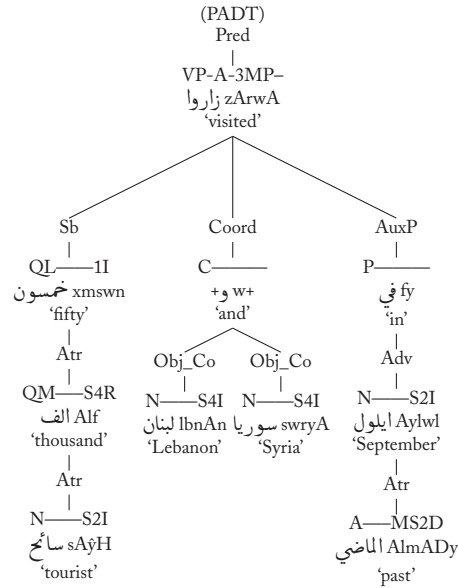 (PADT)
Pred
VP-A-3MP–
زاروا zArwA
‘visited’
Sb Coord AuxP
QL——1I C———— P————
خمسون xmswn و+ w+ في fy
‘fifty’ ‘and’ ‘in’
Atr Obj_Co Obj_Co Adv
QM—–S4R N——S4I N——S4I N——S2I
الف Alf لبنان lbnAn سوريا swryA ايلول Aylwl
‘thousand’ ‘Lebanon’ ‘Syria’ ‘September’
Atr Atr
N——S2I A—–MS2D
سائح sAŷH الماضي AlmADy
‘tourist’ ‘past’